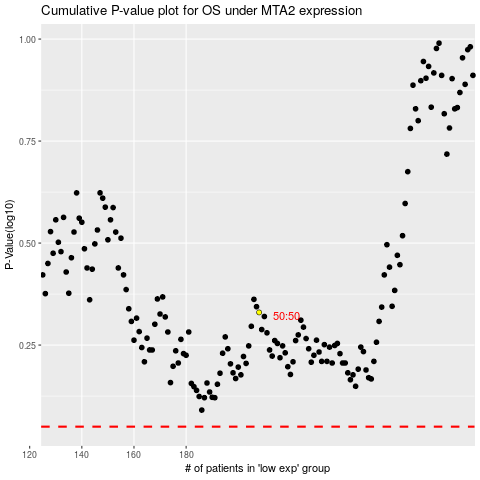 Cumulative P-value plot for OS under MTA2 expression
1.00
0.75
0.50
0.25
P-Value(log10)
50:50
120 140 160 180
# of patients in 'low exp' group